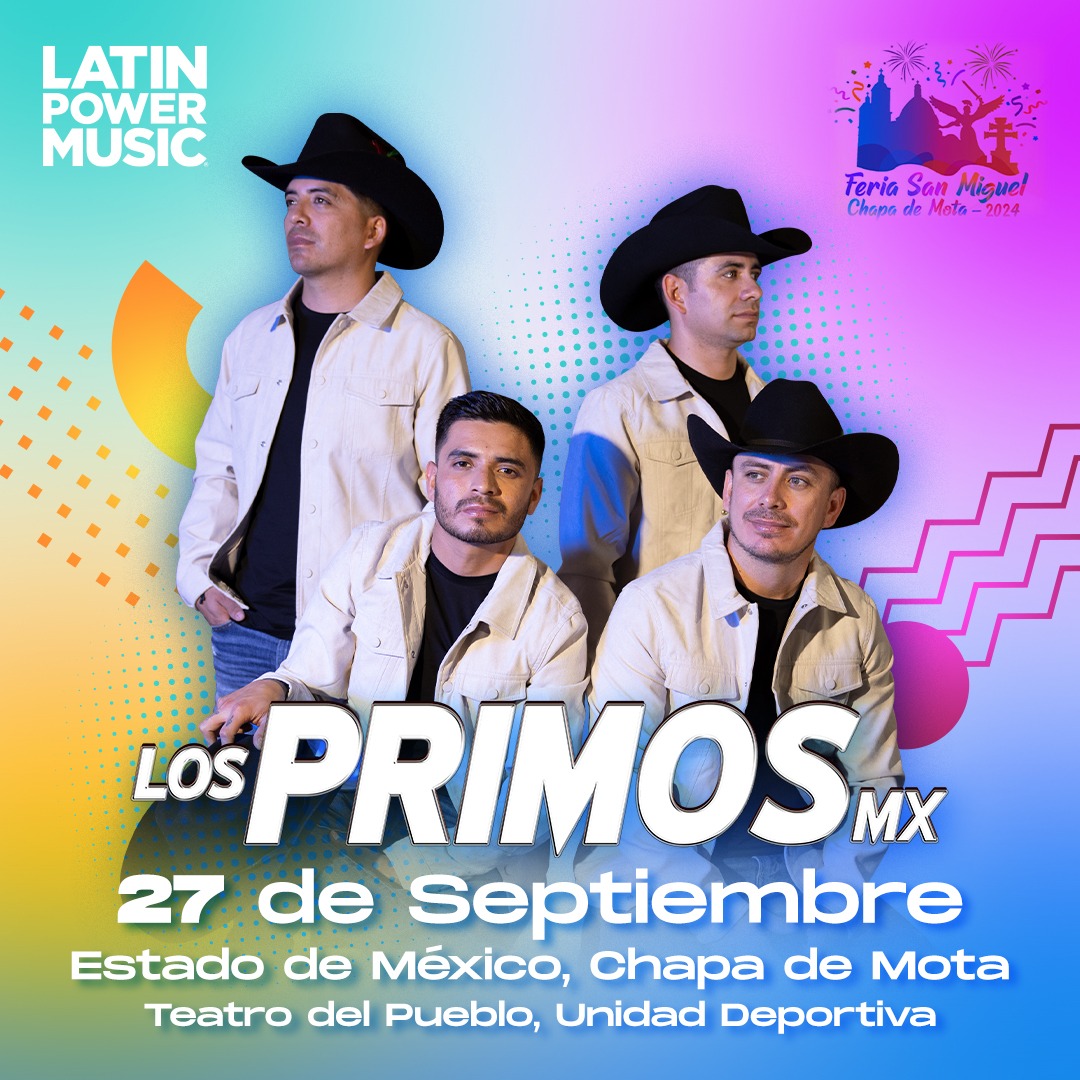 LATIN
POWER
MUSIC
Feria San Miguel
Chapa de Mota - 2024
LOS PRIMOS MX
27 de Septiembre
Estado de México, Chapa de Mota
Teatro del Pueblo, Unidad Deportiva